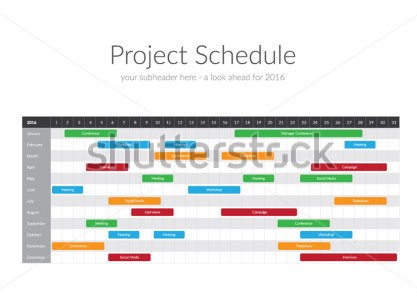 Project Schedule
your subheader here - a look ahead for 2016
2016 1 2 3 4 5 6 7 8 9 10 11 12 13 14 15 16 17 18 19 20 21 22 23 24 25 26 27 28 29 30 31
January Conference Manager Conference
February Meeting Meeting
shutterstock
March
April Campaign
May Meeting Meeting Social Media
June Meeting Workshop
July Social Media Tradeshow
August Interviews Campaign
September Meeting Conference
October Meeting Meeting Workshop
November Conference Tradeshow
December Social Media Interview